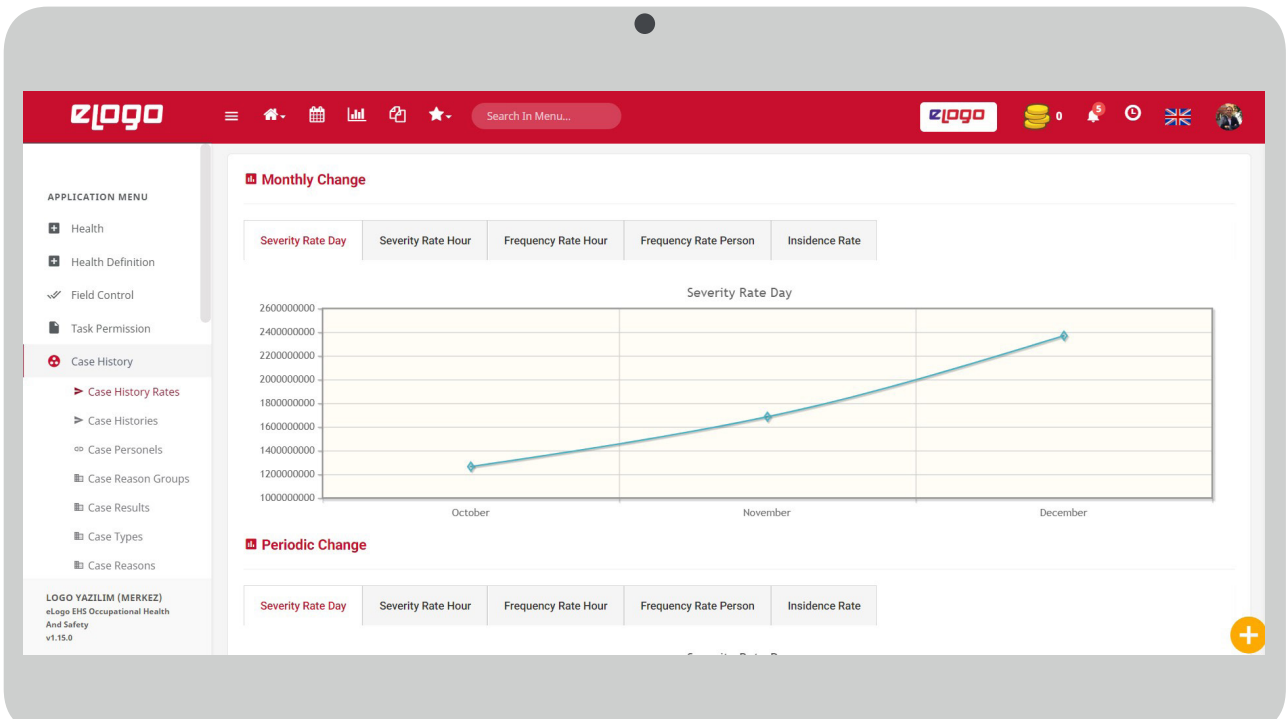 elogo
Search In Menu...
elogo
0
5
APPLICATION MENU
Health
Health Definition
Field Control
Task Permission
Case History
Case History Rates
Case Histories
Case Personels
Case Reason Groups
Case Results
Case Types
Case Reasons
LOGO YAZILIM (MERKEZ)
eLogo EHS Occupational Health
And Safety
v1.15.0
Monthly Change
Severity Rate Day Severity Rate Hour Frequency Rate Hour Frequency Rate Person Insidence Rate
Severity Rate Day
2600000000
2400000000
2200000000
2000000000
1800000000
1600000000
1400000000
1200000000
1000000000
October November December
Periodic Change
Severity Rate Day Severity Rate Hour Frequency Rate Hour Frequency Rate Person Insidence Rate